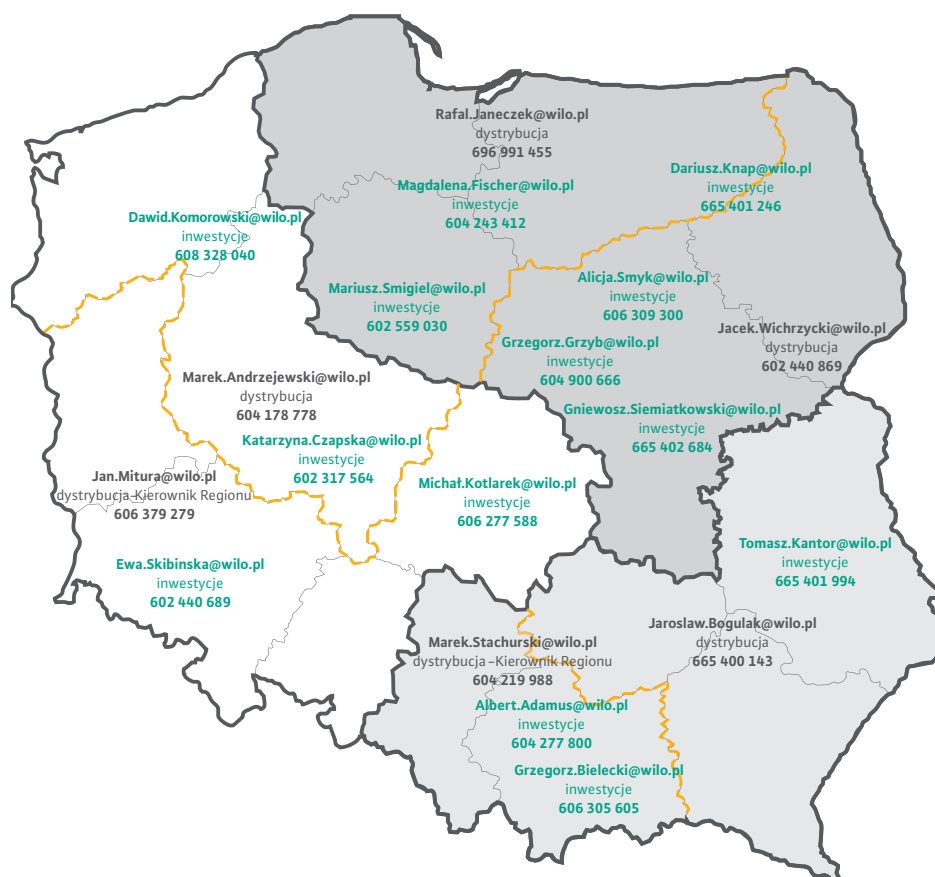 Rafal.Janeczek@wilo.pl
dystrybucja
696 991 455
Magdalena.Fischer@wilo.pl
inwestycje
604 243 412
Dariusz.Knap@wilo.pl
inwestycje
665 401 246
Dawid.Komorowski@wilo.pl
inwestycje
608 328 040
Mariusz.Smigiel@wilo.pl
inwestycje
602 559 030
Alicja.Smyk@wilo.pl
inwestycje
606 309 300
Jacek.Wichrzycki@wilo.pl
dystrybucja
602 440 869
Grzegorz.Grzyb@wilo.pl
inwestycje
604 900 666
Marek.Andrzejewski@wilo.pl
dystrybucja
604 178 778
Gniewosz.Siemiatkowski@wilo.pl
inwestycje
665 402 684
Katarzyna.Czapska@wilo.pl
inwestycje
602 317 564
Jan.Mitura@wilo.pl
dystrybucja-Kierownik Regionu
606 379 279
Michał.Kotlarek@wilo.pl
inwestycje
606 277 588
Tomasz.Kantor@wilo.pl
inwestycje
665 401 994
Ewa.Skibinska@wilo.pl
inwestycje
602 440 689
Jaroslaw.Bogulak@wilo.pl
dystrybucja
665 400 143
Marek.Stachurski@wilo.pl
dystrybucja -Kierownik Regionu
604 219 988
Albert.Adamus@wilo.pl
inwestycje
604 277 800
Grzegorz.Bielecki@wilo.pl
inwestycje
606 305 605